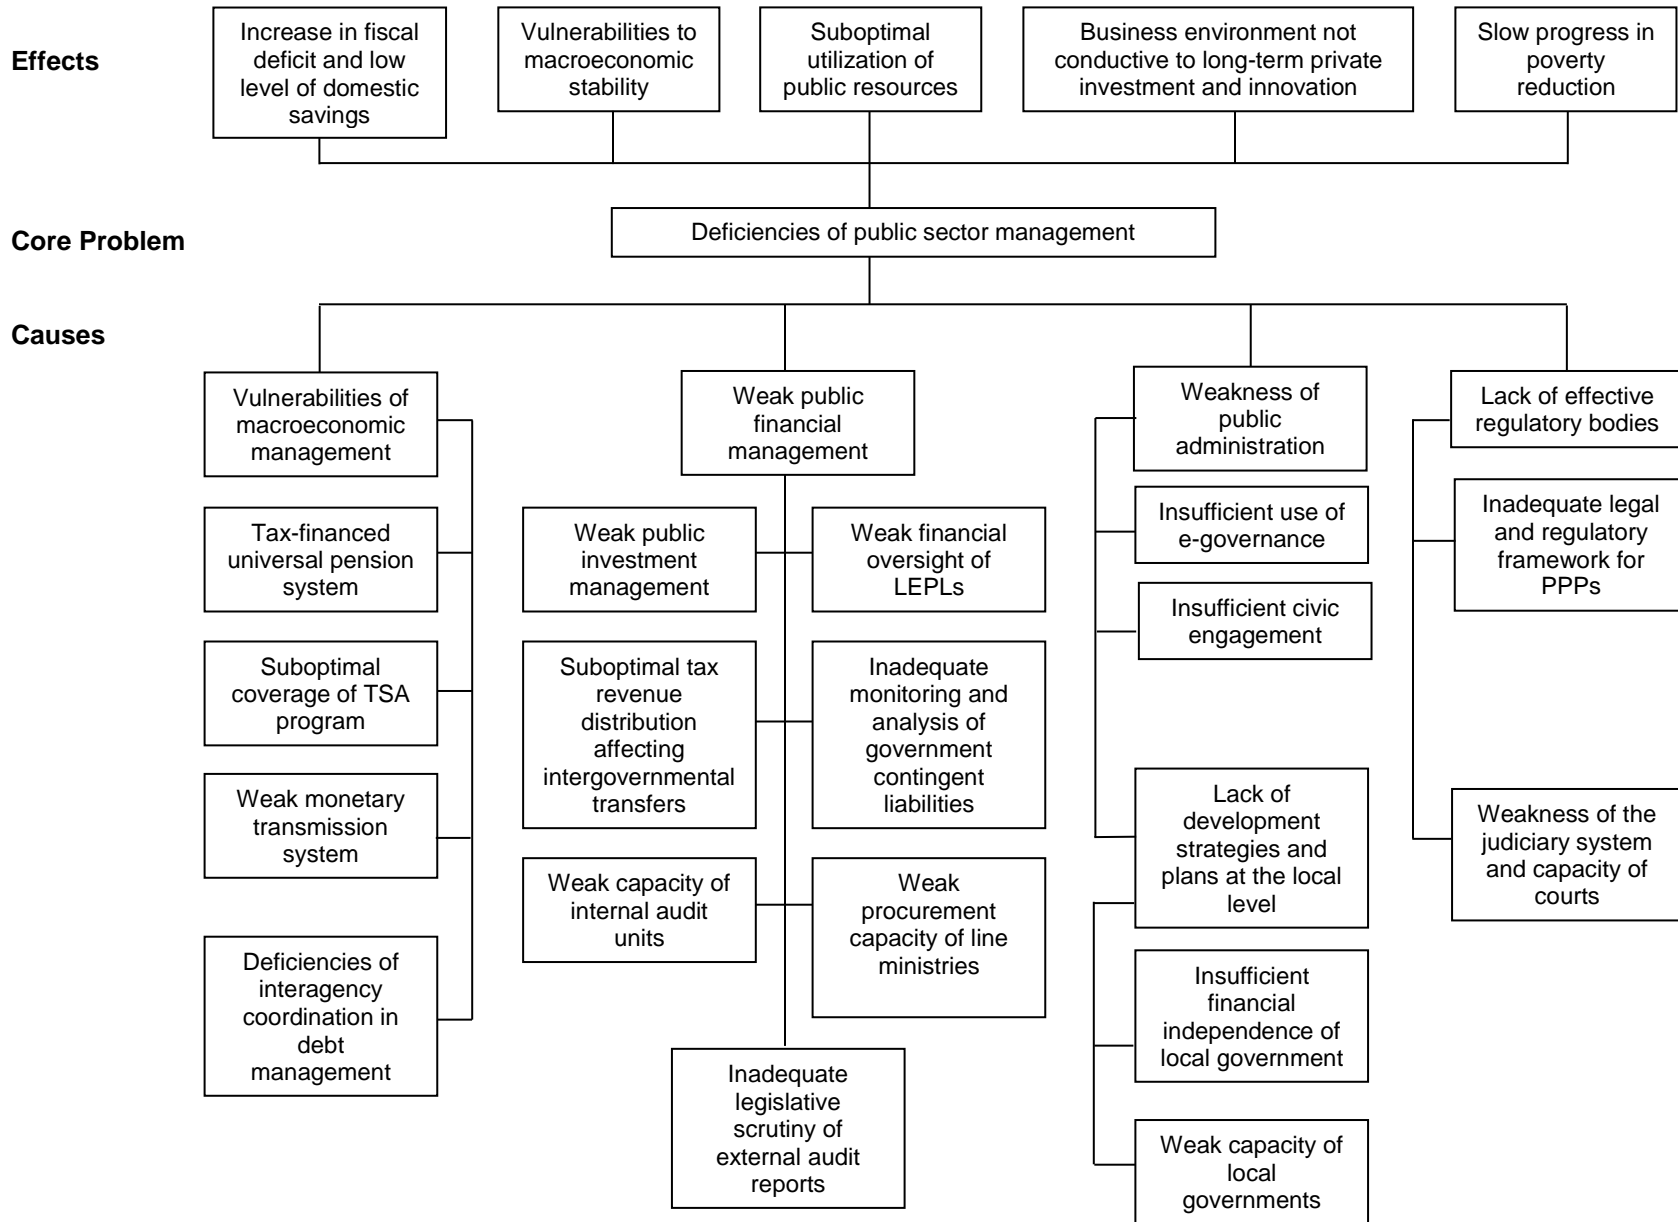 Effects
Increase in fiscal
deficit and low
level of domestic
savings
Vulnerabilities to
macroeconomic
stability
Suboptimal
utilization of
public resources
Business environment not
conductive to long-term private
investment and innovation
Slow progress in
poverty
reduction
Core Problem
Deficiencies of public sector management
Causes
Vulnerabilities of
macroeconomic
management
Tax-financed
universal pension
system
Suboptimal
coverage of TSA
program
Weak monetary
transmission
system
Deficiencies of
interagency
coordination in
debt
management
Weak public
financial
management
Weak public
investment
management
Weak financial
oversight of
LEPLs
Suboptimal tax
revenue
distribution
affecting
intergovernmental
transfers
Inadequate
monitoring and
analysis of
government
contingent
liabilities
Weak capacity of
internal audit
units
Weak
procurement
capacity of line
ministries
Inadequate
legislative
scrutiny of
external audit
reports
Weakness of
public
administration
Insufficient use of
e-governance
Insufficient civic
engagement
Lack of
development
strategies and
plans at the local
level
Insufficient
financial
independence of
local government
Weak capacity of
local
governments
Lack of effective
regulatory bodies
Inadequate legal
and regulatory
framework for
PPPs
Weakness of the
judiciary system
and capacity of
courts